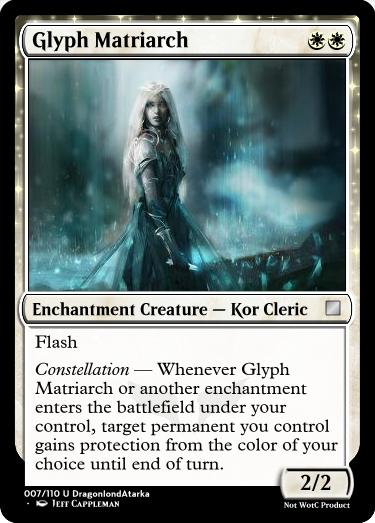 Glyph Matriarch
Enchantment Creature — Kor Cleric
Flash
Constellation — Whenever Glyph
Matriarch or another enchantment
enters the battlefield under your
control, target permanent you control
gains protection from the color of your
choice until end of turn.
2/2
007/110 U DragonlondAtarka
Jeff Cappleman
Not WotC Product